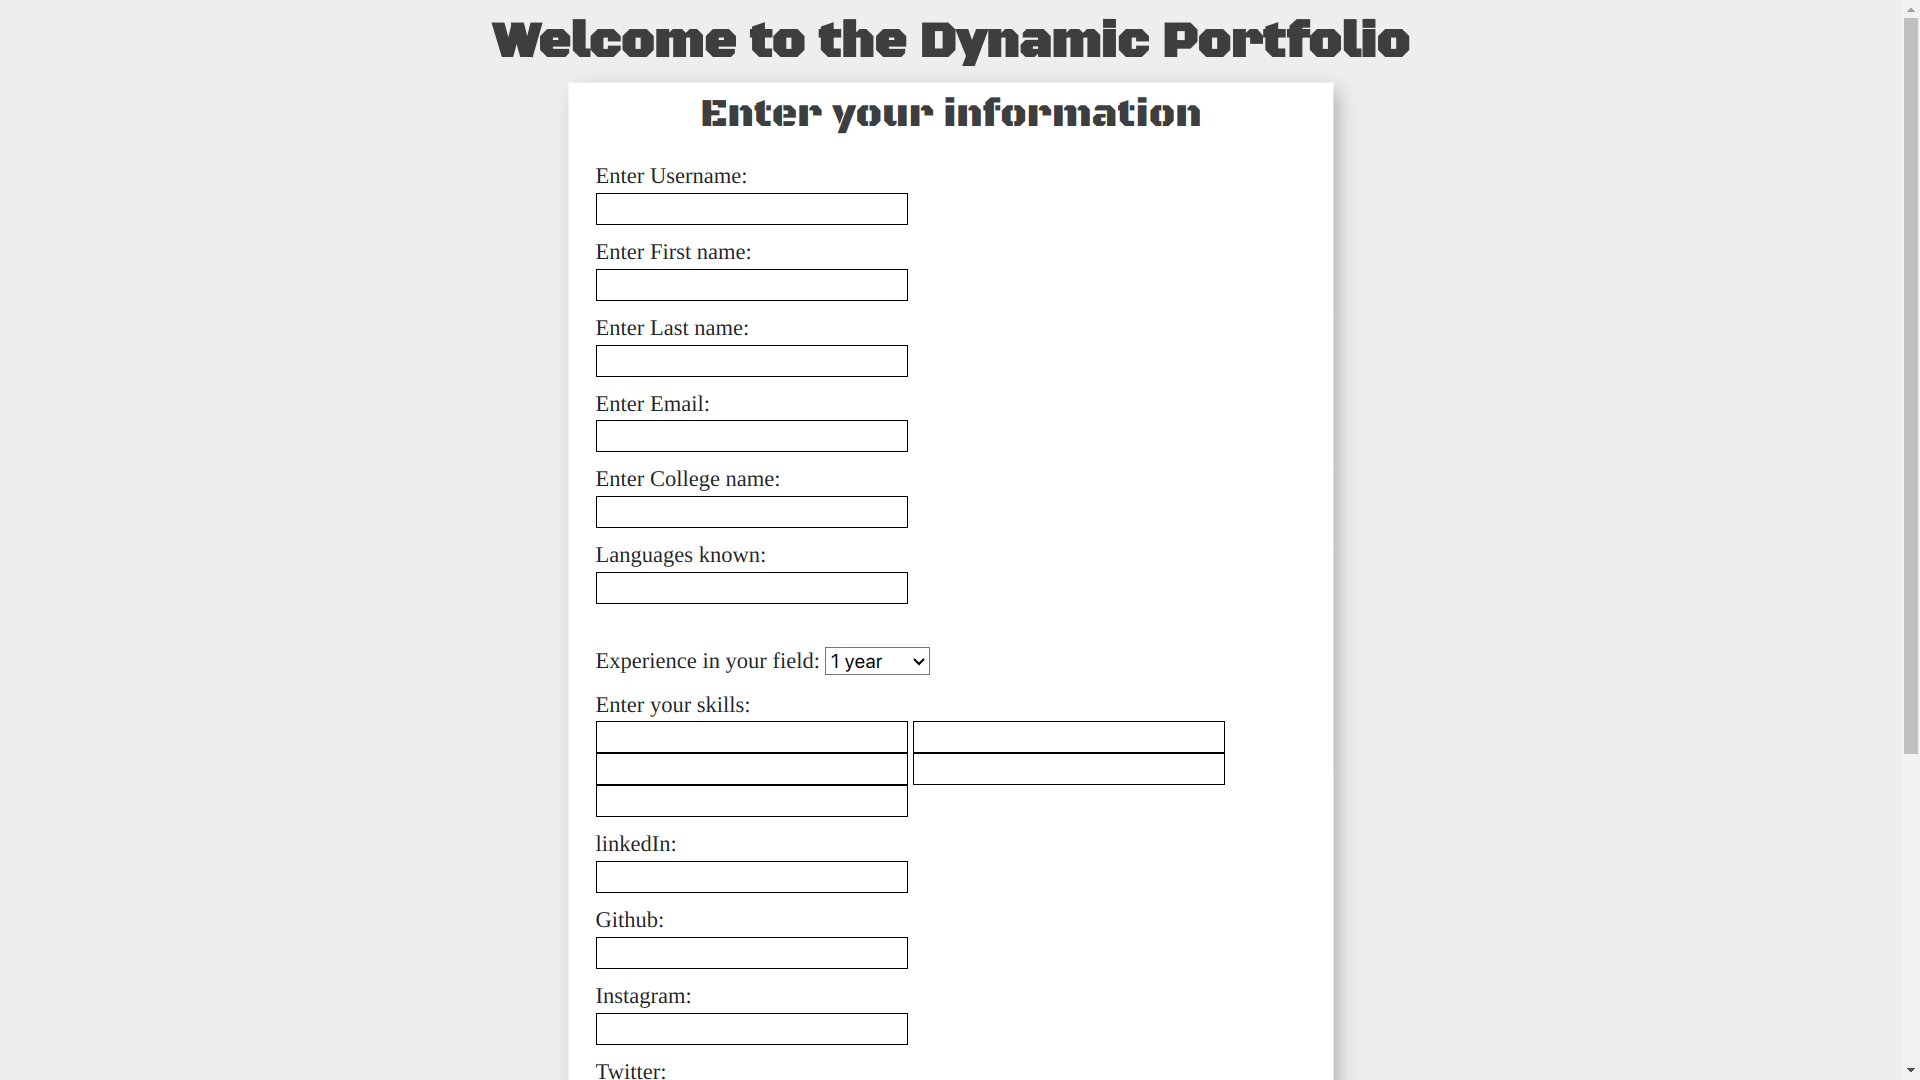 Welcome to the Dynamic Portfolio
Enter your information
Enter Username:
Enter First name:
Enter Last name:
Enter Email:
Enter College name:
Languages known:
Experience in your field: 1 year
Enter your skills:
linkedIn:
Github:
Instagram:
Twitter: